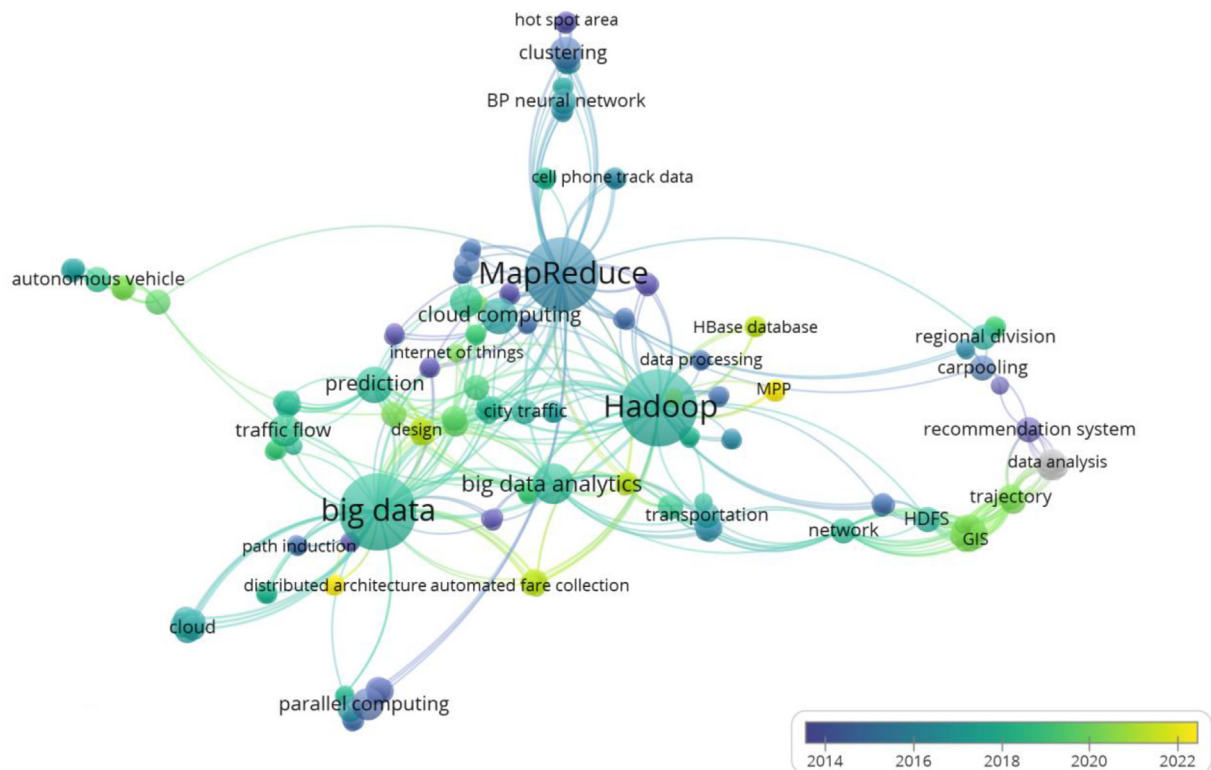 hot spot area
clustering
BP neural network
cell phone track data
MapReduce
autonomous vehicle
cloud computing
HBase database
regional division
internet of things
data processing
carpooling
prediction
MPP
Hadoop
city traffic
traffic flow
design
recommendation system
data analysis
big data analytics
trajectory
big data
transportation
HDFS
network
GIS
path induction
distributed architecture
automated fare collection
cloud
parallel computing
2014
2016
2018
2020
2022